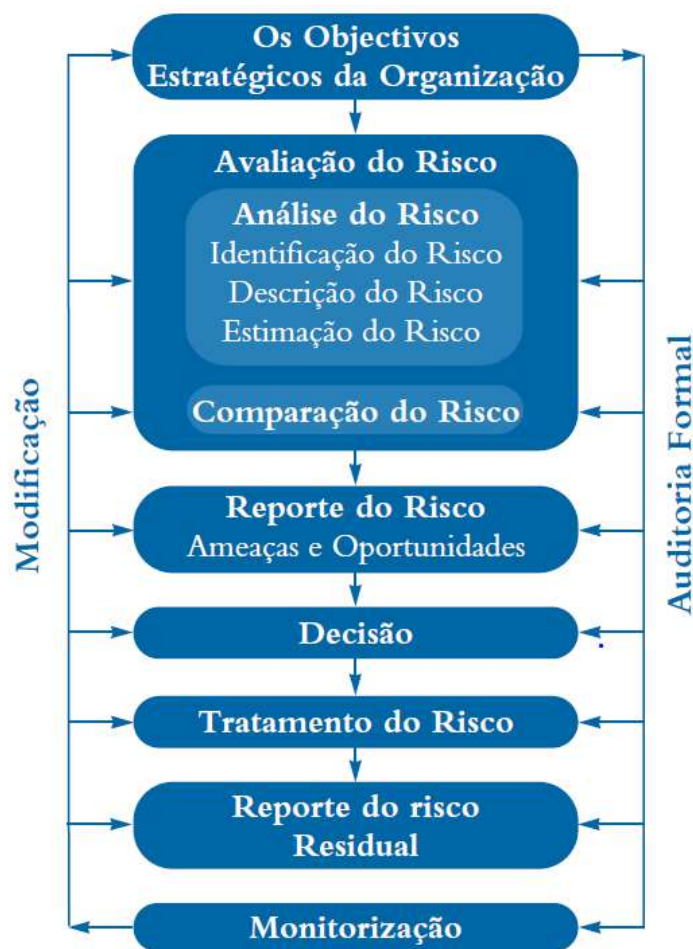 Os Objectivos
Estratégicos da Organização
Avaliação do Risco
Análise do Risco
Identificação do Risco
Descrição do Risco
Estimação do Risco
Comparação do Risco
Reporte do Risco
Ameaças e Oportunidades
Decisão
Tratamento do Risco
Reporte do risco
Residual
Monitorização
Modificação
Auditoria Formal